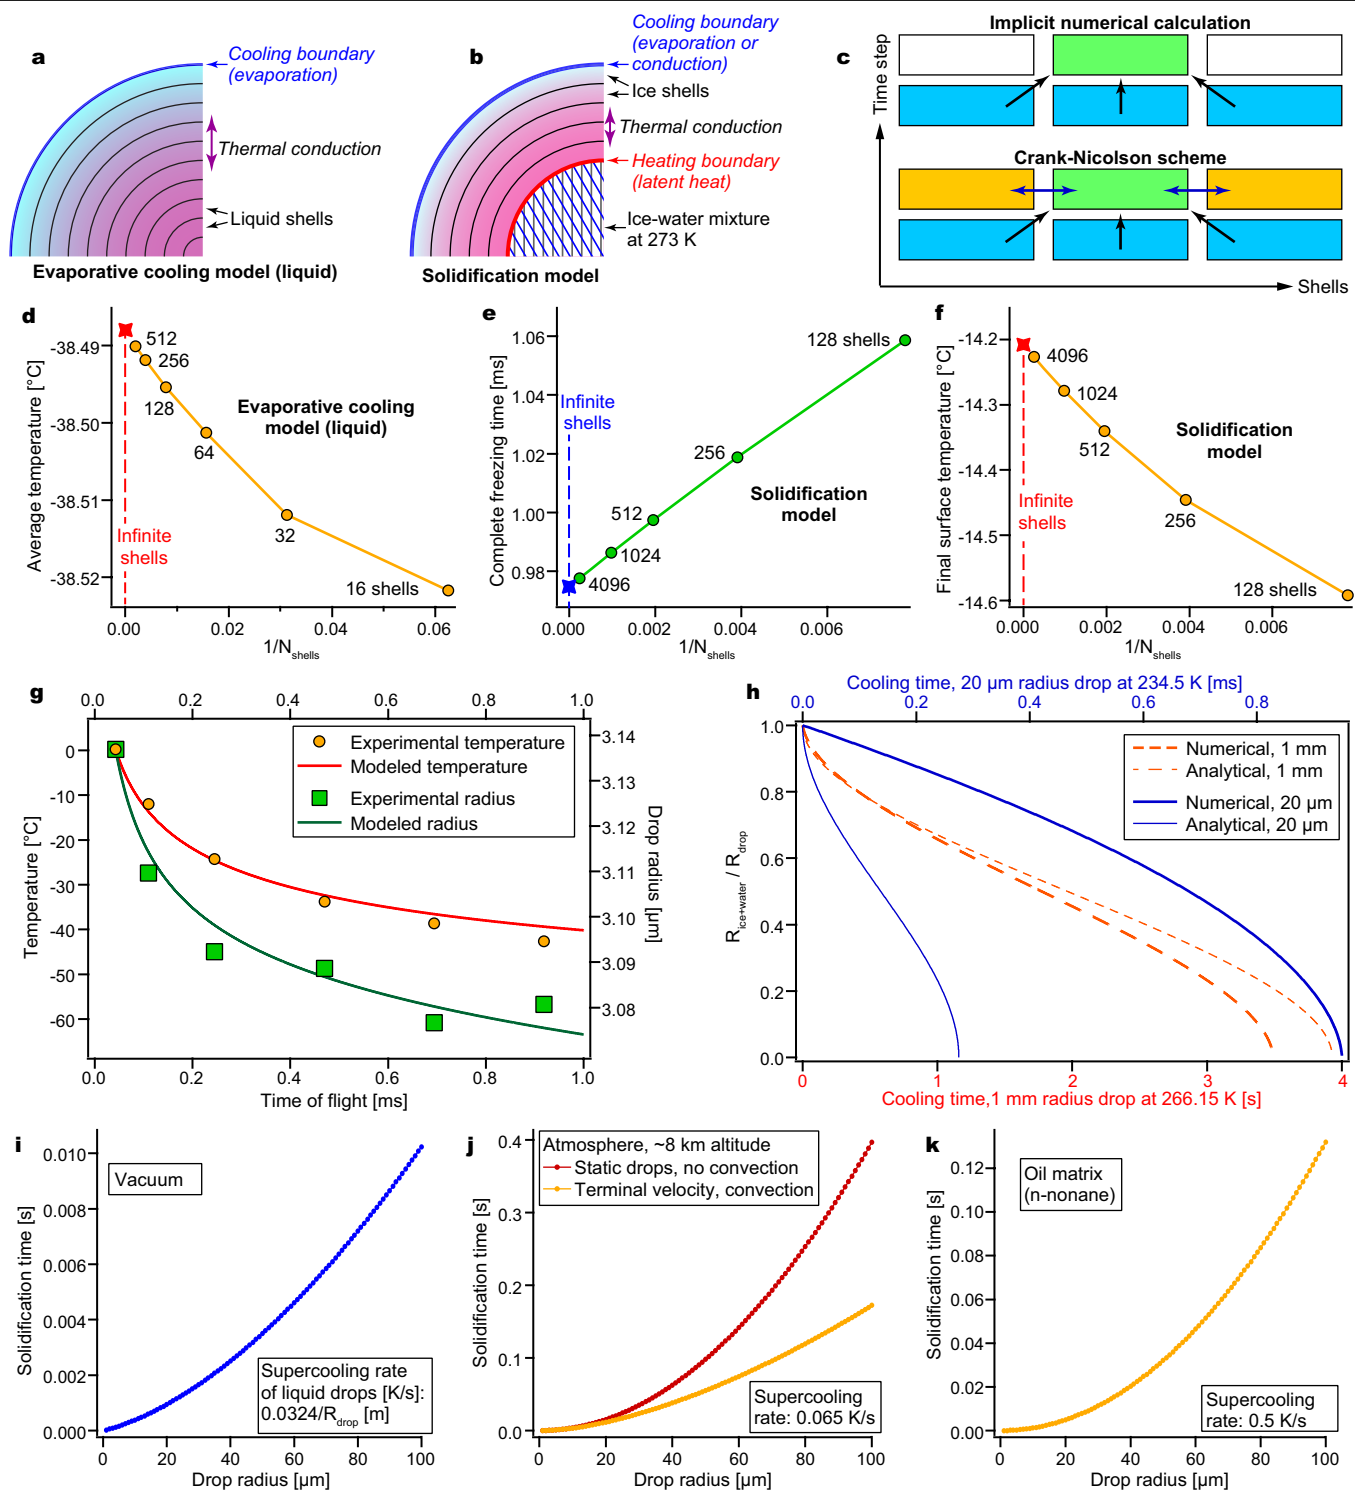 a
Cooling boundary
(evaporation)
Thermal conduction
Liquid shells
Evaporative cooling model (liquid)
b
Cooling boundary
(evaporation or
conduction)
Ice shells
Thermal conduction
Heating boundary
(latent heat)
Ice-water mixture
at 273 K
Solidification model
c
Implicit numerical calculation
Time step
Crank-Nicolson scheme
Shells
d
Average temperature [°C]
-38.49
-38.50
-38.51
-38.52
512
256
128
64
32
16 shells
Evaporative cooling
model (liquid)
Infinite
shells
0.00
0.02
0.04
0.06
1/Nshells
e
Complete freezing time [ms]
1.06
1.04
1.02
1.00
0.98
128 shells
256
512
1024
4096
Infinite
shells
Solidification
model
0.000
0.002
0.004
0.006
1/Nshells
f
Final surface temperature [°C]
-14.2
-14.3
-14.4
-14.5
-14.6
4096
1024
512
256
128 shells
Solidification
model
Infinite
shells
0.000
0.002
0.004
0.006
1/Nshells
g
0.0
0.2
0.4
0.6
0.8
1.0
Temperature [°C]
0
-10
-20
-30
-40
-50
-60
Experimental temperature
Modeled temperature
Experimental radius
Modeled radius
3.14
3.13
3.12
3.11
3.10
3.09
3.08
Drop radius [µm]
0.0
0.2
0.4
0.6
0.8
1.0
Time of flight [ms]
h
Cooling time, 20 µm radius drop at 234.5 K [ms]
0.0
0.2
0.4
0.6
0.8
Rice+water / Rdrop
1.0
0.8
0.6
0.4
0.2
0.0
Numerical, 1 mm
Analytical, 1 mm
Numerical, 20 µm
Analytical, 20 µm
0
1
2
3
4
Cooling time,1 mm radius drop at 266.15 K [s]
i
Solidification time [s]
0.010
0.008
0.006
0.004
0.002
0.000
Vacuum
Supercooling rate
of liquid drops [K/s]:
0.0324/Rdrop [m]
0
20
40
60
80
100
Drop radius [µm]
j
Solidification time [s]
0.4
0.3
0.2
0.1
0.0
Atmosphere, ~8 km altitude
Static drops, no convection
Terminal velocity, convection
Supercooling
rate: 0.065 K/s
0
20
40
60
80
100
Drop radius [µm]
k
Solidification time [s]
0.12
0.10
0.08
0.06
0.04
0.02
0.00
Oil matrix
(n-nonane)
Supercooling
rate: 0.5 K/s
0
20
40
60
80
100
Drop radius [µm]